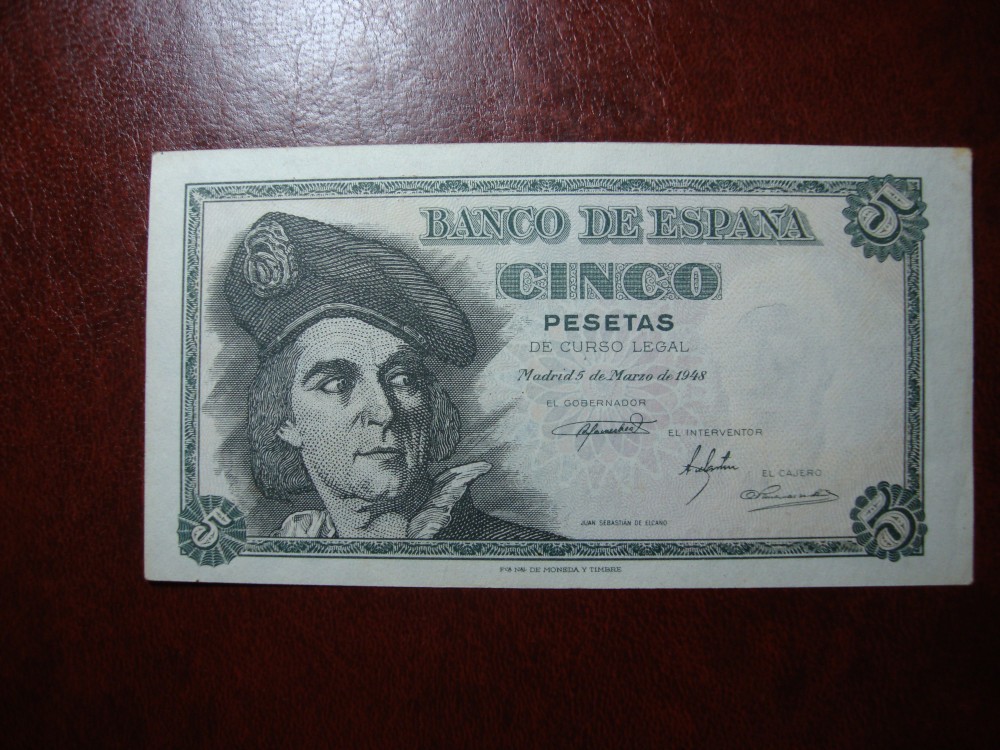 BANCO DE ESPAÑA
5
CINCO
PESETAS
DE CURSO LEGAL
Madrid 5 de Marzo de 1948
EL GOBERNADOR
EL INTERVENTOR
EL CAJERO
JUAN SEBASTIÁN DE ELCANO
5
5
DE MONEDA Y TIMBRE